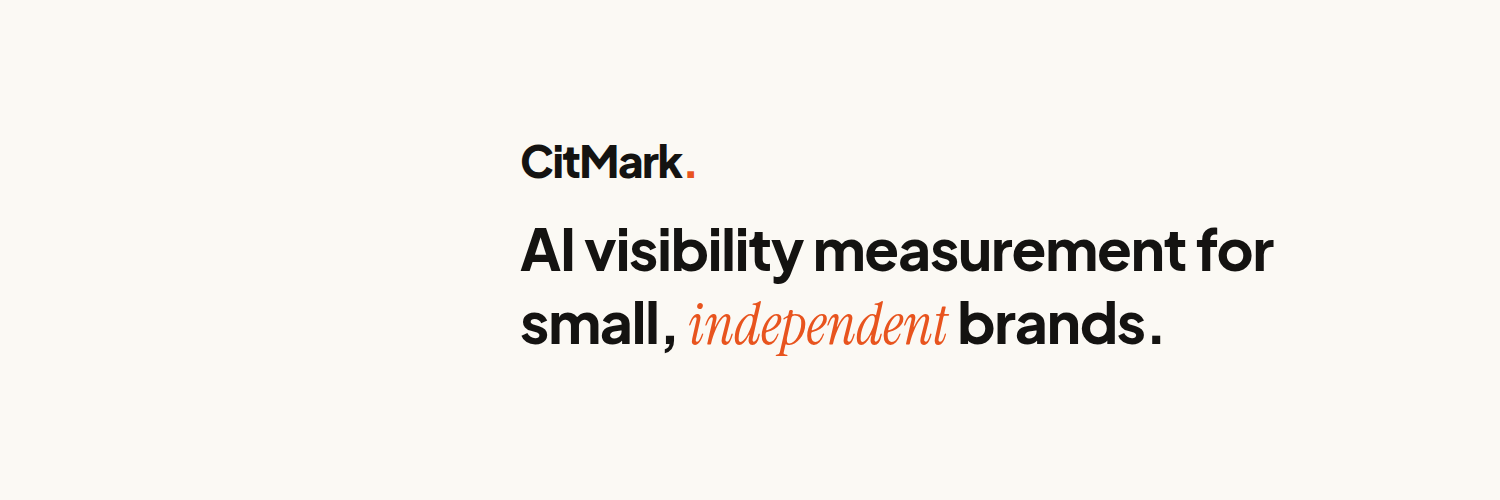 CitMark.
AI visibility measurement for
small, independent brands.